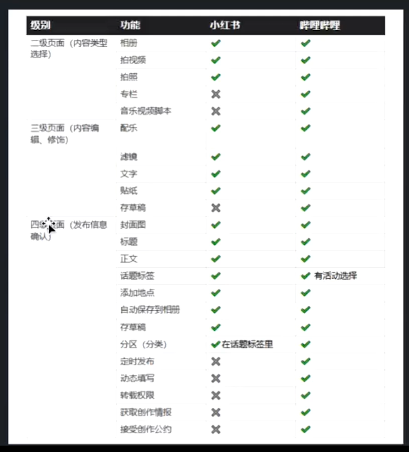 级别 功能 小红书 哔哩哔哩
二级页面（内容类型 相册 ✔ ✔
选择）
拍视频 ✔ ✔
拍照 ✔ ✔
专栏 ✖ ✔
音乐视频脚本 ✖ ✔
三级页面（内容编 配乐 ✔ ✔
辑、修饰）
滤镜 ✔ ✔
文字 ✔ ✔
贴纸 ✔ ✔
存草稿 ✖ ✔
四级页面（发布信息 封面图 ✔ ✔
确认）
标题 ✔ ✔
正文 ✔ ✔
话题标签 ✔ ✔ 有活动选择
添加地点 ✔ ✔
自动保存到相册 ✔ ✔
存草稿 ✔ ✔
分区（分类） ✔在话题标签里 ✔
定时发布 ✖ ✔
动态填写 ✖ ✔
转载权限 ✖ ✔
获取创作情报 ✖ ✔
接受创作公约 ✖ ✔